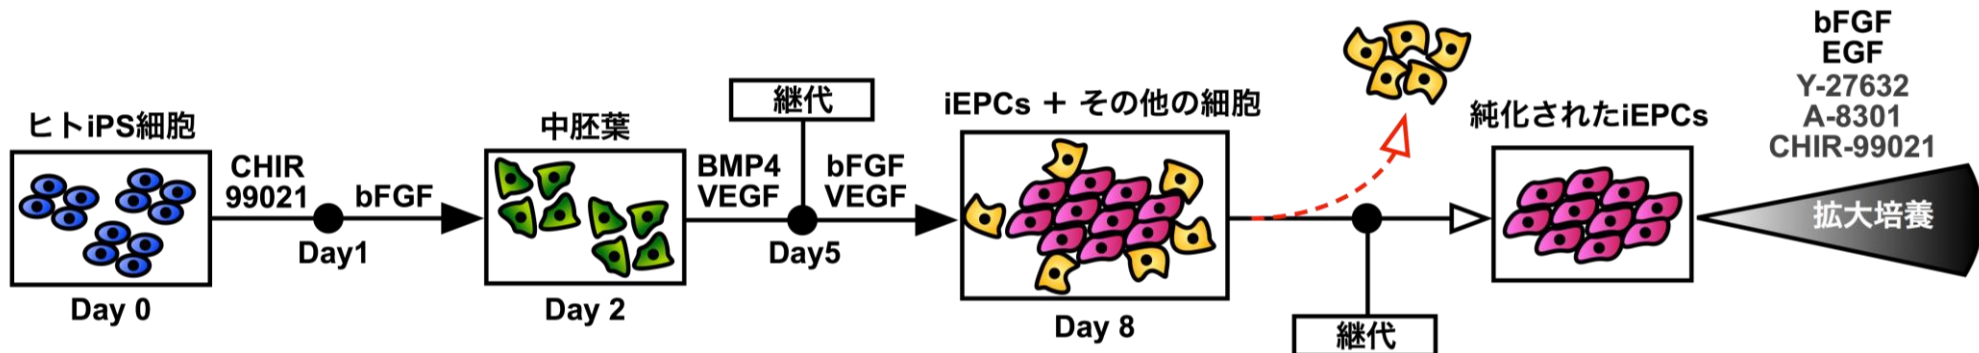 ヒトiPS細胞
Day 0
CHIR
99021
Day1
bFGF
中胚葉
Day 2
BMP4
VEGF
継代
Day5
bFGF
VEGF
iEPCs + その他の細胞
Day 8
継代
純化されたiEPCs
bFGF
EGF
Y-27632
A-8301
CHIR-99021
拡大培養